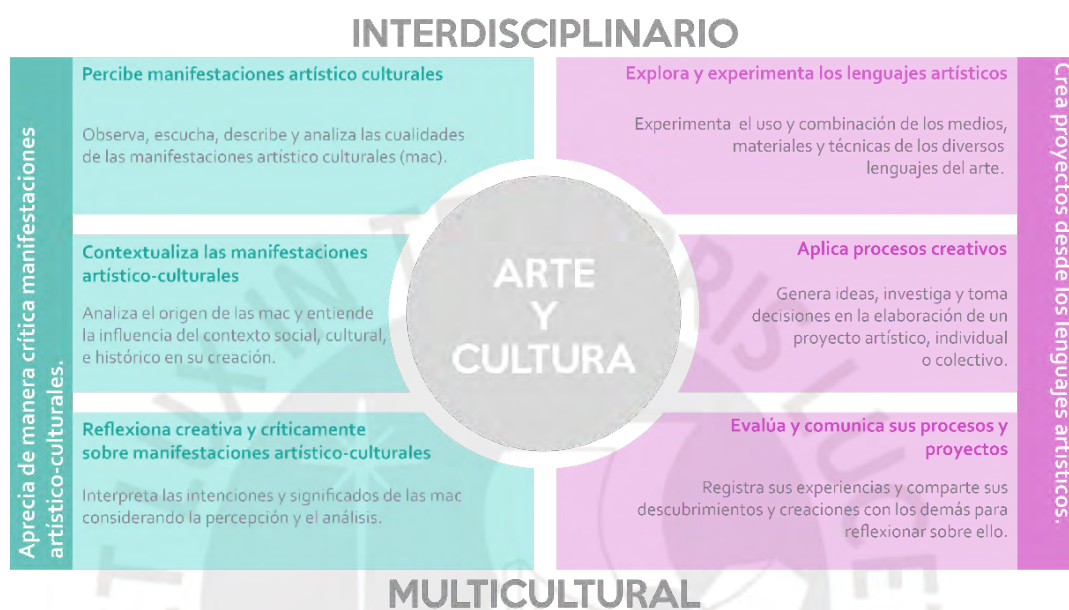 INTERDISCIPLINARIO
Aprecia de manera crítica manifestaciones
artístico-culturales.
Percibe manifestaciones artístico culturales
Observa, escucha, describe y analiza las cualidades
de las manifestaciones artístico culturales (mac).
Contextualiza las manifestaciones
artístico-culturales
Analiza el origen de las mac y entiende
la influencia del contexto social, cultural,
e histórico en su creación.
Reflexiona creativa y críticamente
sobre manifestaciones artístico-culturales
Interpreta las intenciones y significados de las mac
considerando la percepción y el análisis.
ARTE
Y
CULTURA
Explora y experimenta los lenguajes artísticos
Experimenta el uso y combinación de los medios,
materiales y técnicas de los diversos
lenguajes del arte.
Aplica procesos creativos
Genera ideas, investiga y toma
decisiones en la elaboración de un
proyecto artístico, individual
o colectivo.
Evalúa y comunica sus procesos y
proyectos
Registra sus experiencias y comparte sus
descubrimientos y creaciones con los demás para
reflexionar sobre ello.
Crea proyectos desde los lenguajes artísticos.
MULTICULTURAL